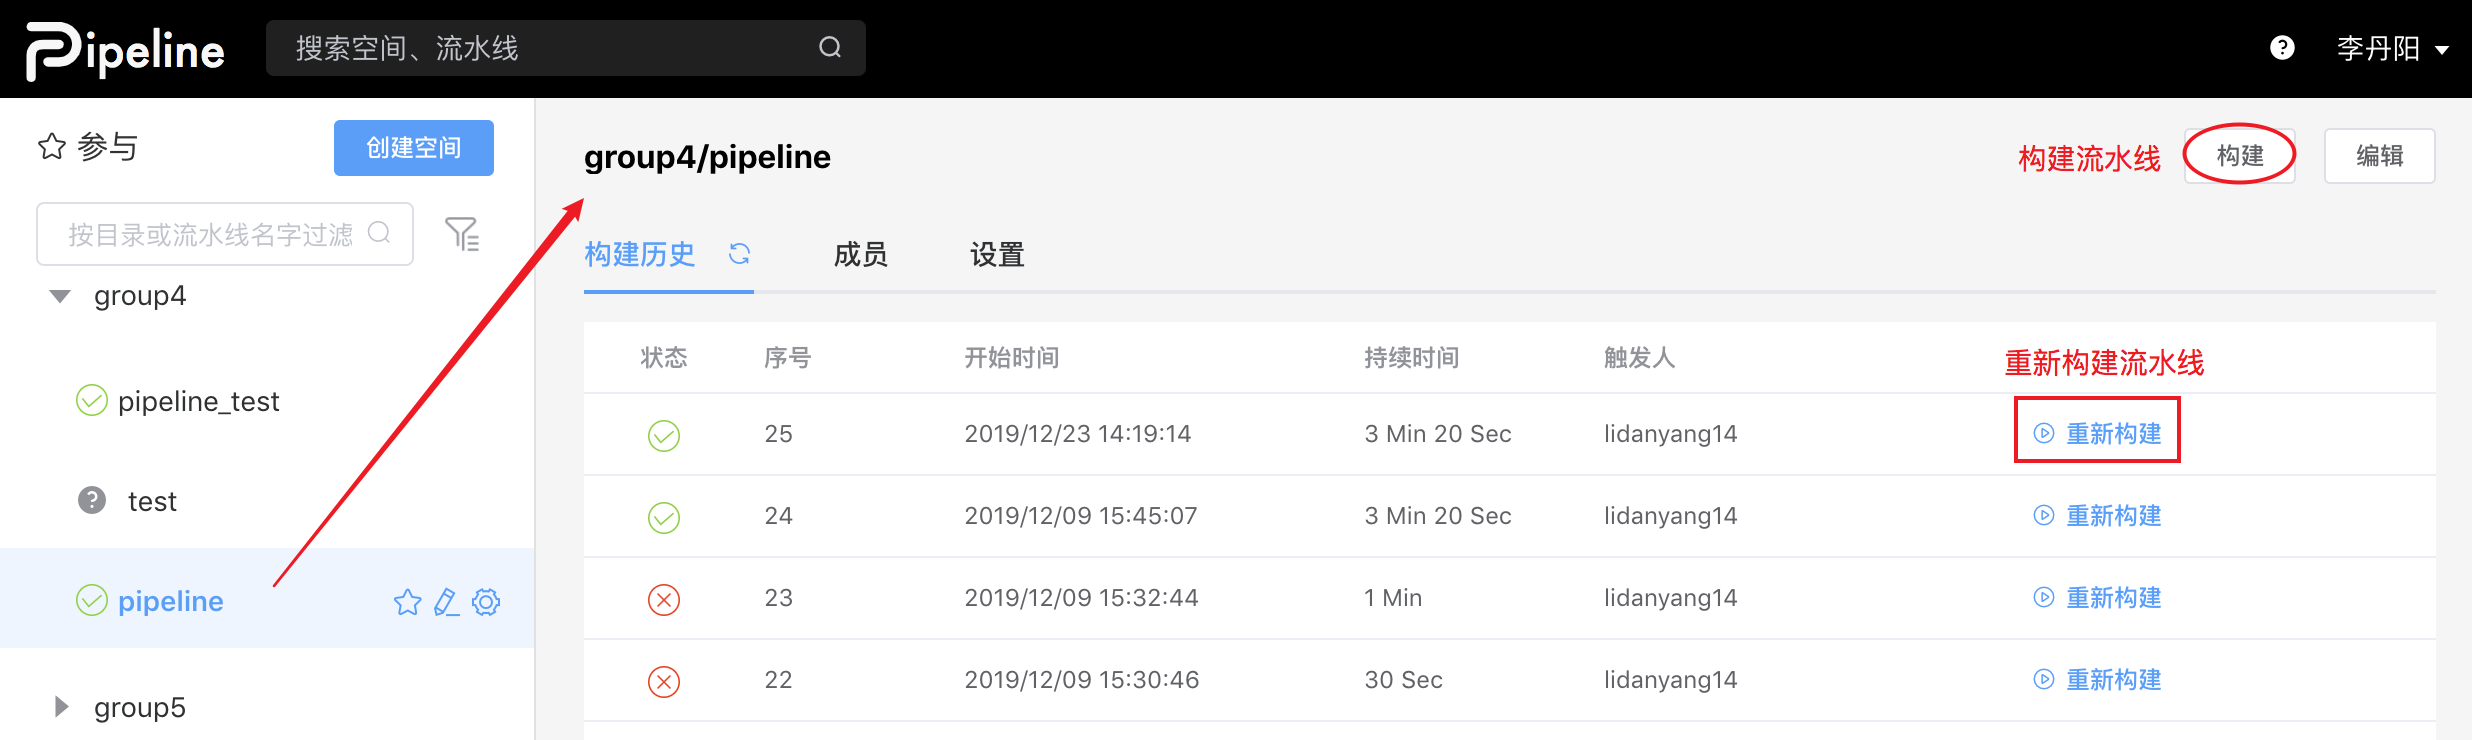 Pipeline
搜索空间、流水线
李丹阳
参与
创建空间
按目录或流水线名字过滤
group4
pipeline_test
test
pipeline
group5
group4/pipeline
构建流水线
构建
编辑
构建历史
成员
设置
状态 序号 开始时间 持续时间 触发人
重新构建流水线
25 2019/12/23 14:19:14 3 Min 20 Sec lidanyang14 重新构建
24 2019/12/09 15:45:07 3 Min 20 Sec lidanyang14 重新构建
23 2019/12/09 15:32:44 1 Min lidanyang14 重新构建
22 2019/12/09 15:30:46 30 Sec lidanyang14 重新构建